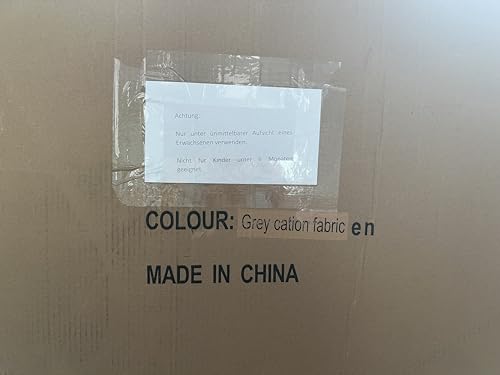 Achtung.
Nur unter unmittelbarer Aufsicht eines
Erwachsenen verwenden.
Nicht für Kinder unter 6 Monaten
geeignet.
COLOUR: Grey cation fabric en
MADE IN CHINA